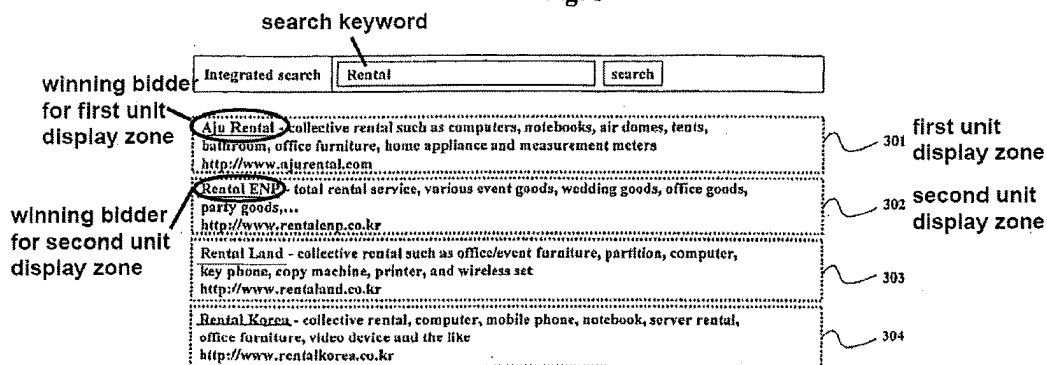 search keyword
Integrated search Rental search
winning bidder
for first unit
display zone
Aju Rental - collective rental such as computers, notebooks, air domes, tents,
bathroom, office furniture, home appliance and measurement meters
http://www.ajurental.com
301
first unit
display zone
Rental ENP - total rental service, various event goods, wedding goods, office goods,
party goods,...
http://www.rentalenp.co.kr
302
second unit
display zone
winning bidder
for second unit
display zone
Rental Land - collective rental such as office/event furniture, partition, computer,
key phone, copy machine, printer, and wireless set
http://www.rentaland.co.kr
303
Rental Korea - collective rental, computer, mobile phone, notebook, server rental,
office furniture, video device and the like
http://www.rentalkorea.co.kr
304